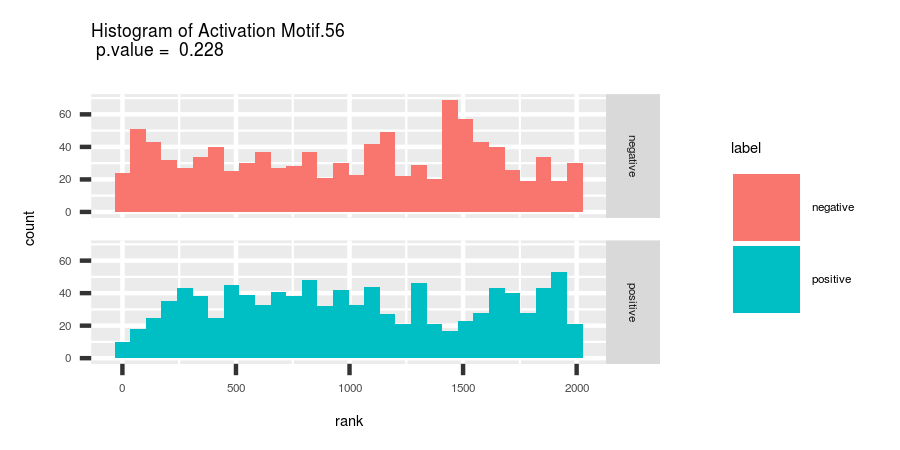 Histogram of Activation Motif.56
p.value = 0.228
count
60
40
20
0
negative
60
40
20
0
positive
0 500 1000 1500 2000
rank
label
negative
positive